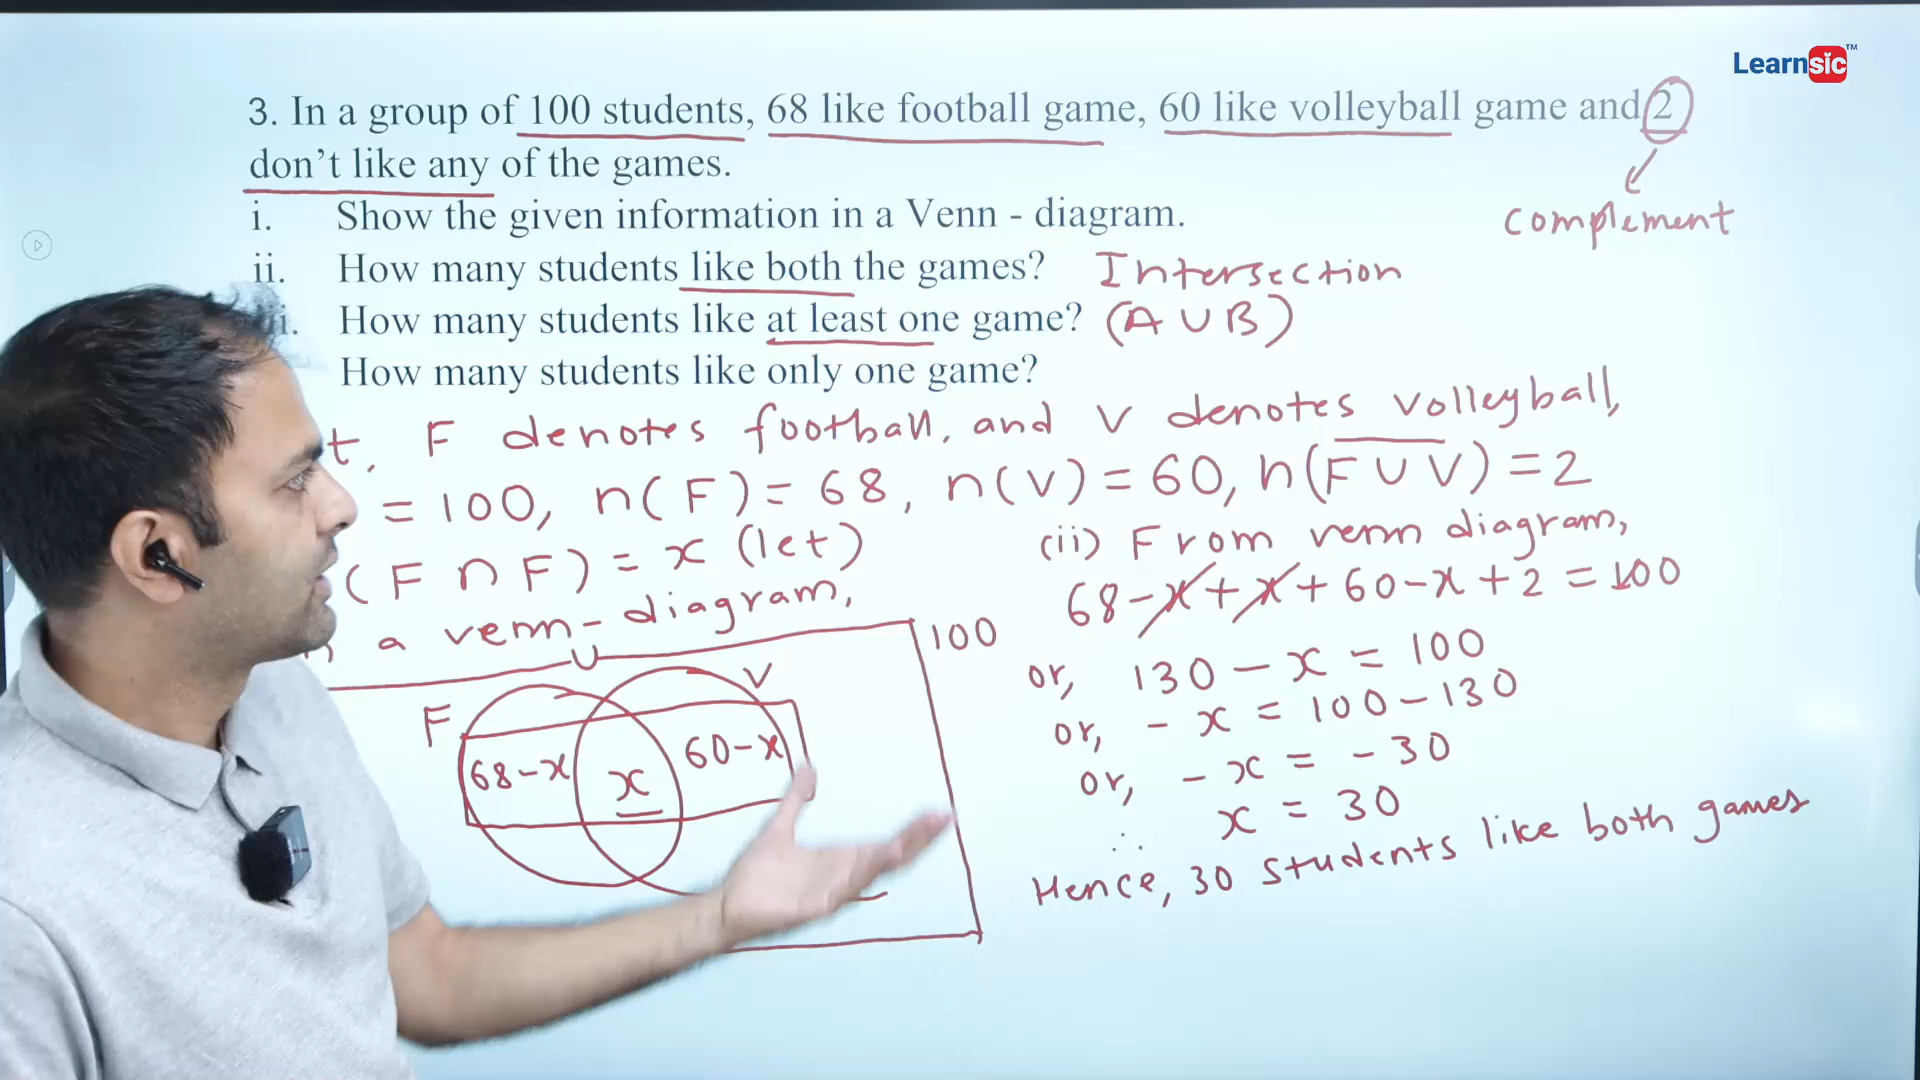 Learnsic™
3. In a group of 100 students, 68 like football game, 60 like volleyball game and 2
don't like any of the games.
complement
i. Show the given information in a Venn - diagram.
ii. How many students like both the games? Intersection
i. How many students like at least one game? (A ∪ B)
How many students like only one game?
t, F denotes football, and V denotes volleyball,
= 100, n(F) = 68, n(V) = 60, n(F̅ ̅∪̅ ̅V̅) = 2
(F ∩ F) = x (let)
a venn-diagram,
U
100
F
V
68-x
x
60-x
(ii) From venn diagram,
68-x+x+60-x+2 = 100
or, 130 - x = 100
or, - x = 100-130
or, - x = - 30
∴ x = 30
Hence, 30 students like both games